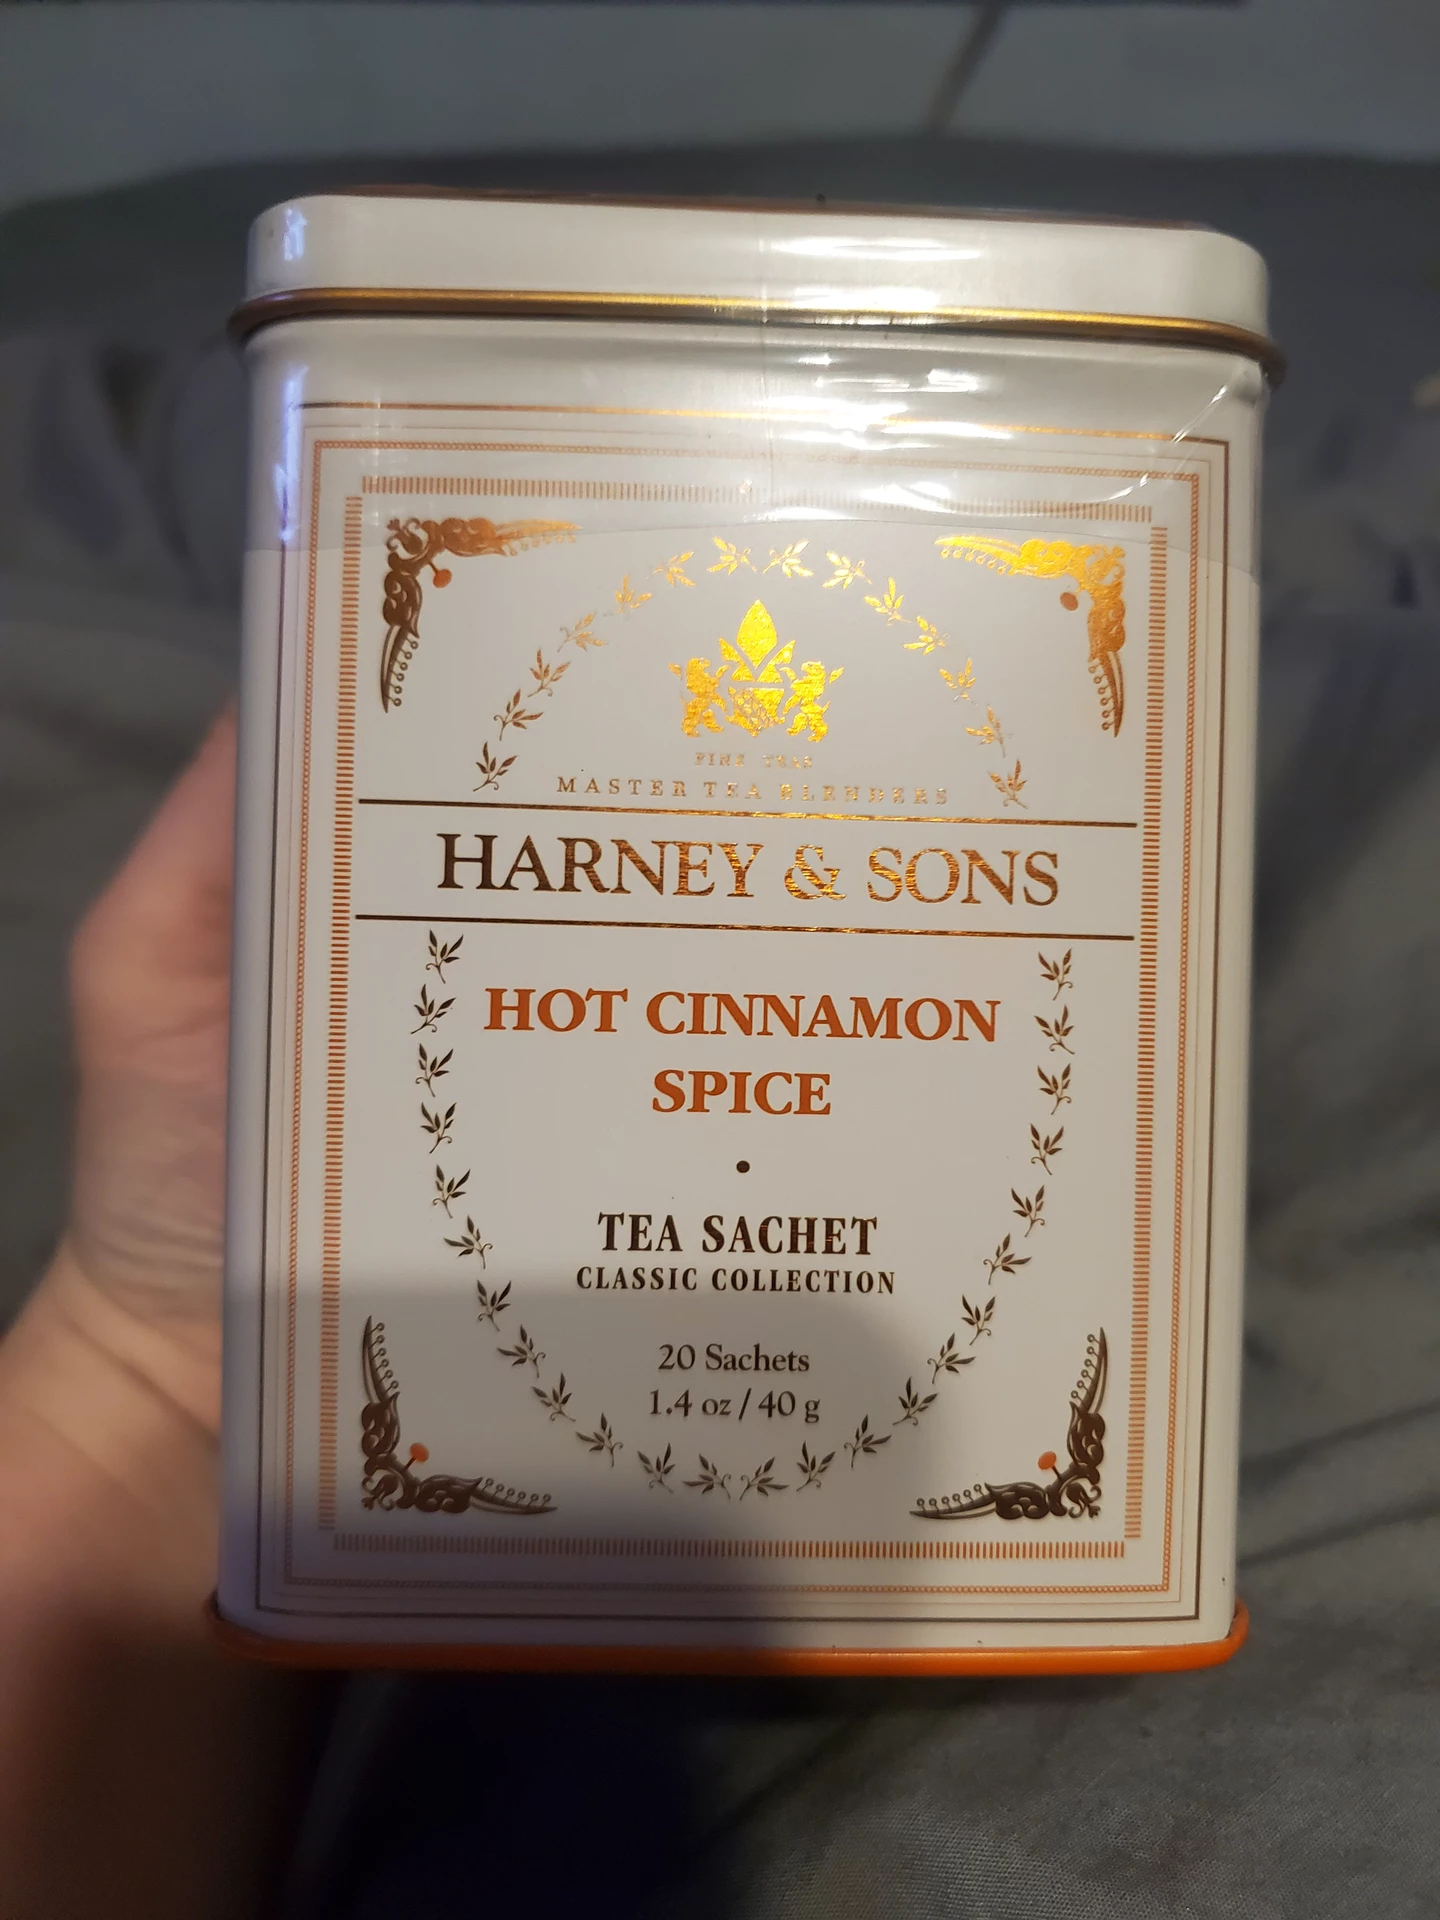 FINE TEAS
MASTER TEA BLENDERS
HARNEY & SONS
HOT CINNAMON
SPICE
•
TEA SACHET
CLASSIC COLLECTION
20 Sachets
1.4 oz / 40 g